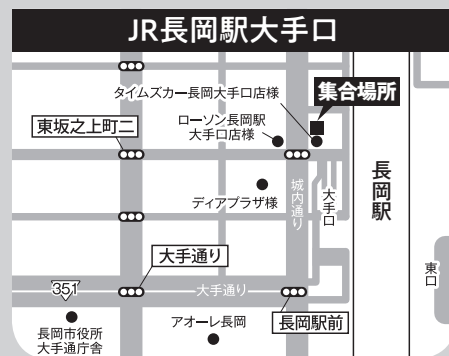 JR長岡駅大手口
タイムズカー長岡大手口店様
集合場所
東坂之上町二
ローソン長岡駅
大手口店様
長岡駅
城内通り
大手口
ディアプラザ様
大手通り
東口
351
大手通り
長岡市役所
大手通庁舎
アオーレ長岡
長岡駅前